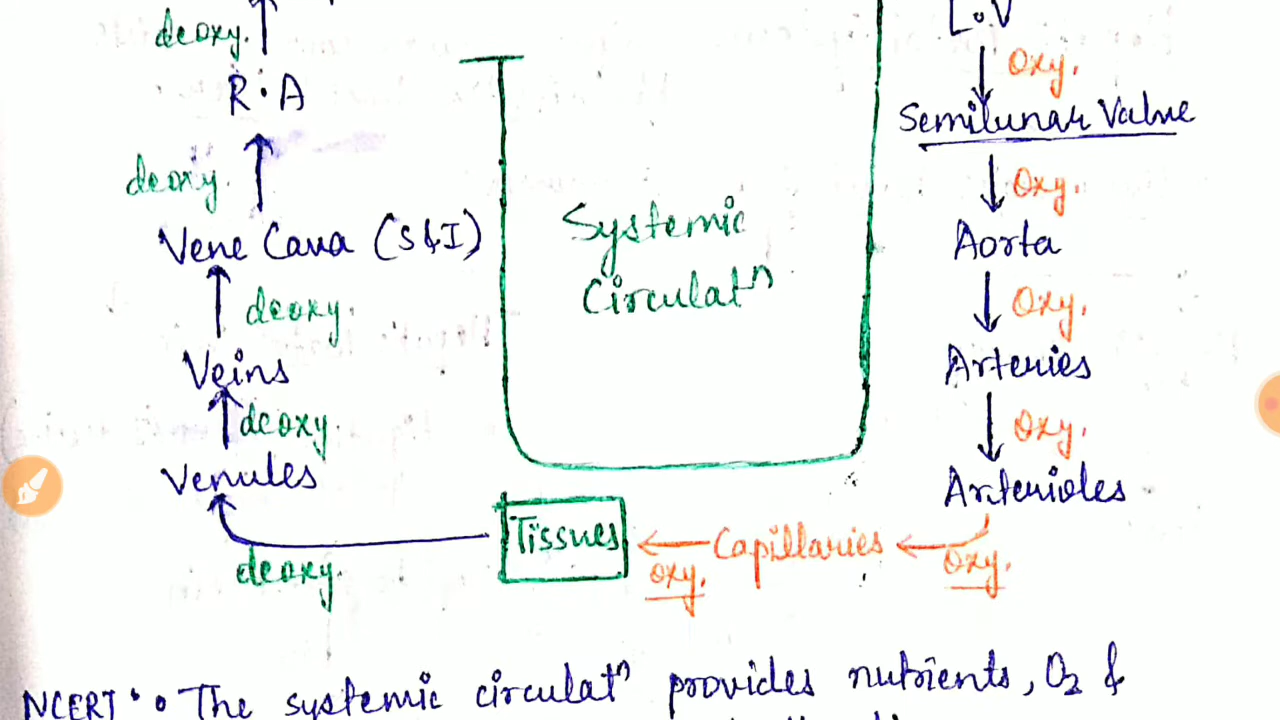 deoxy.
R.A
deoxy.
Vene Cava (S&I)
deoxy.
Veins
deoxy.
Venules
deoxy.
Systemic
Circulatⁿ
Tissues
L.V
Oxy.
Semilunar Valve
Oxy.
Aorta
Oxy.
Arteries
Oxy.
Arterioles
Oxy.
Capillaries
oxy.
NCERT : • The systemic circulatⁿ provides nutrients, O₂ &